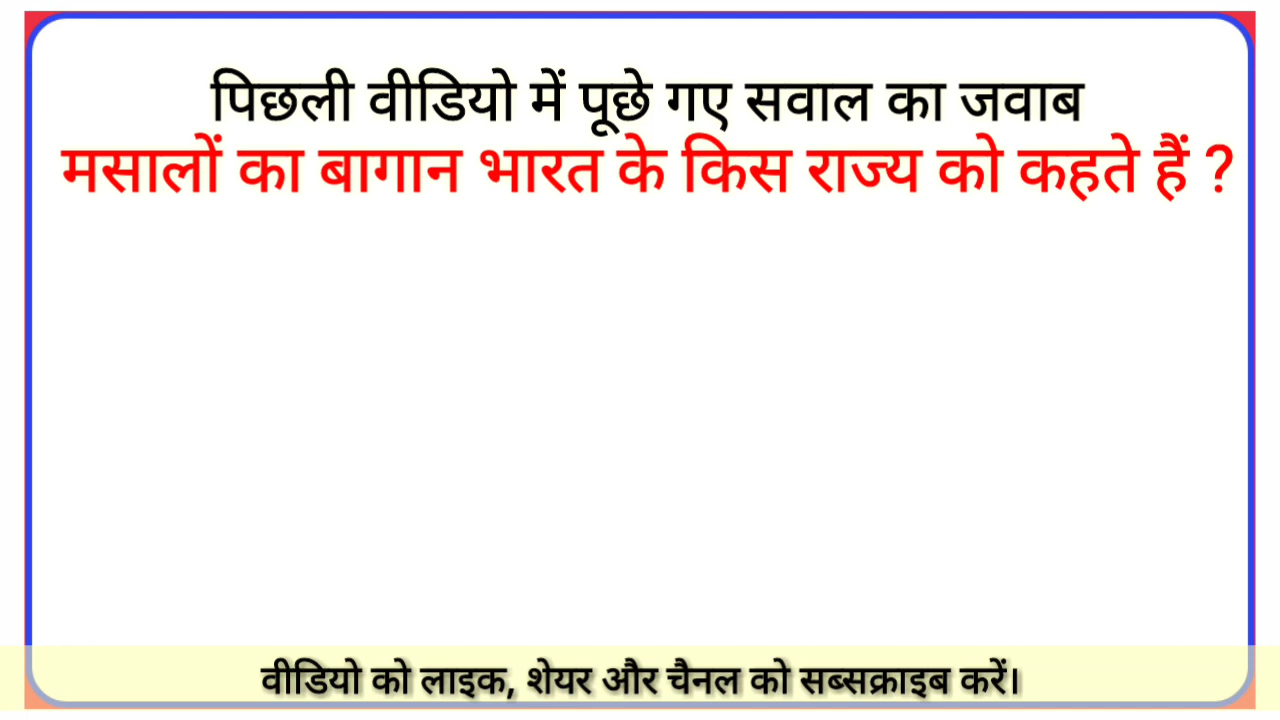 पिछली वीडियो में पूछे गए सवाल का जवाब
मसालों का बागान भारत के किस राज्य को कहते हैं ?
वीडियो को लाइक, शेयर और चैनल को सब्सक्राइब करें।